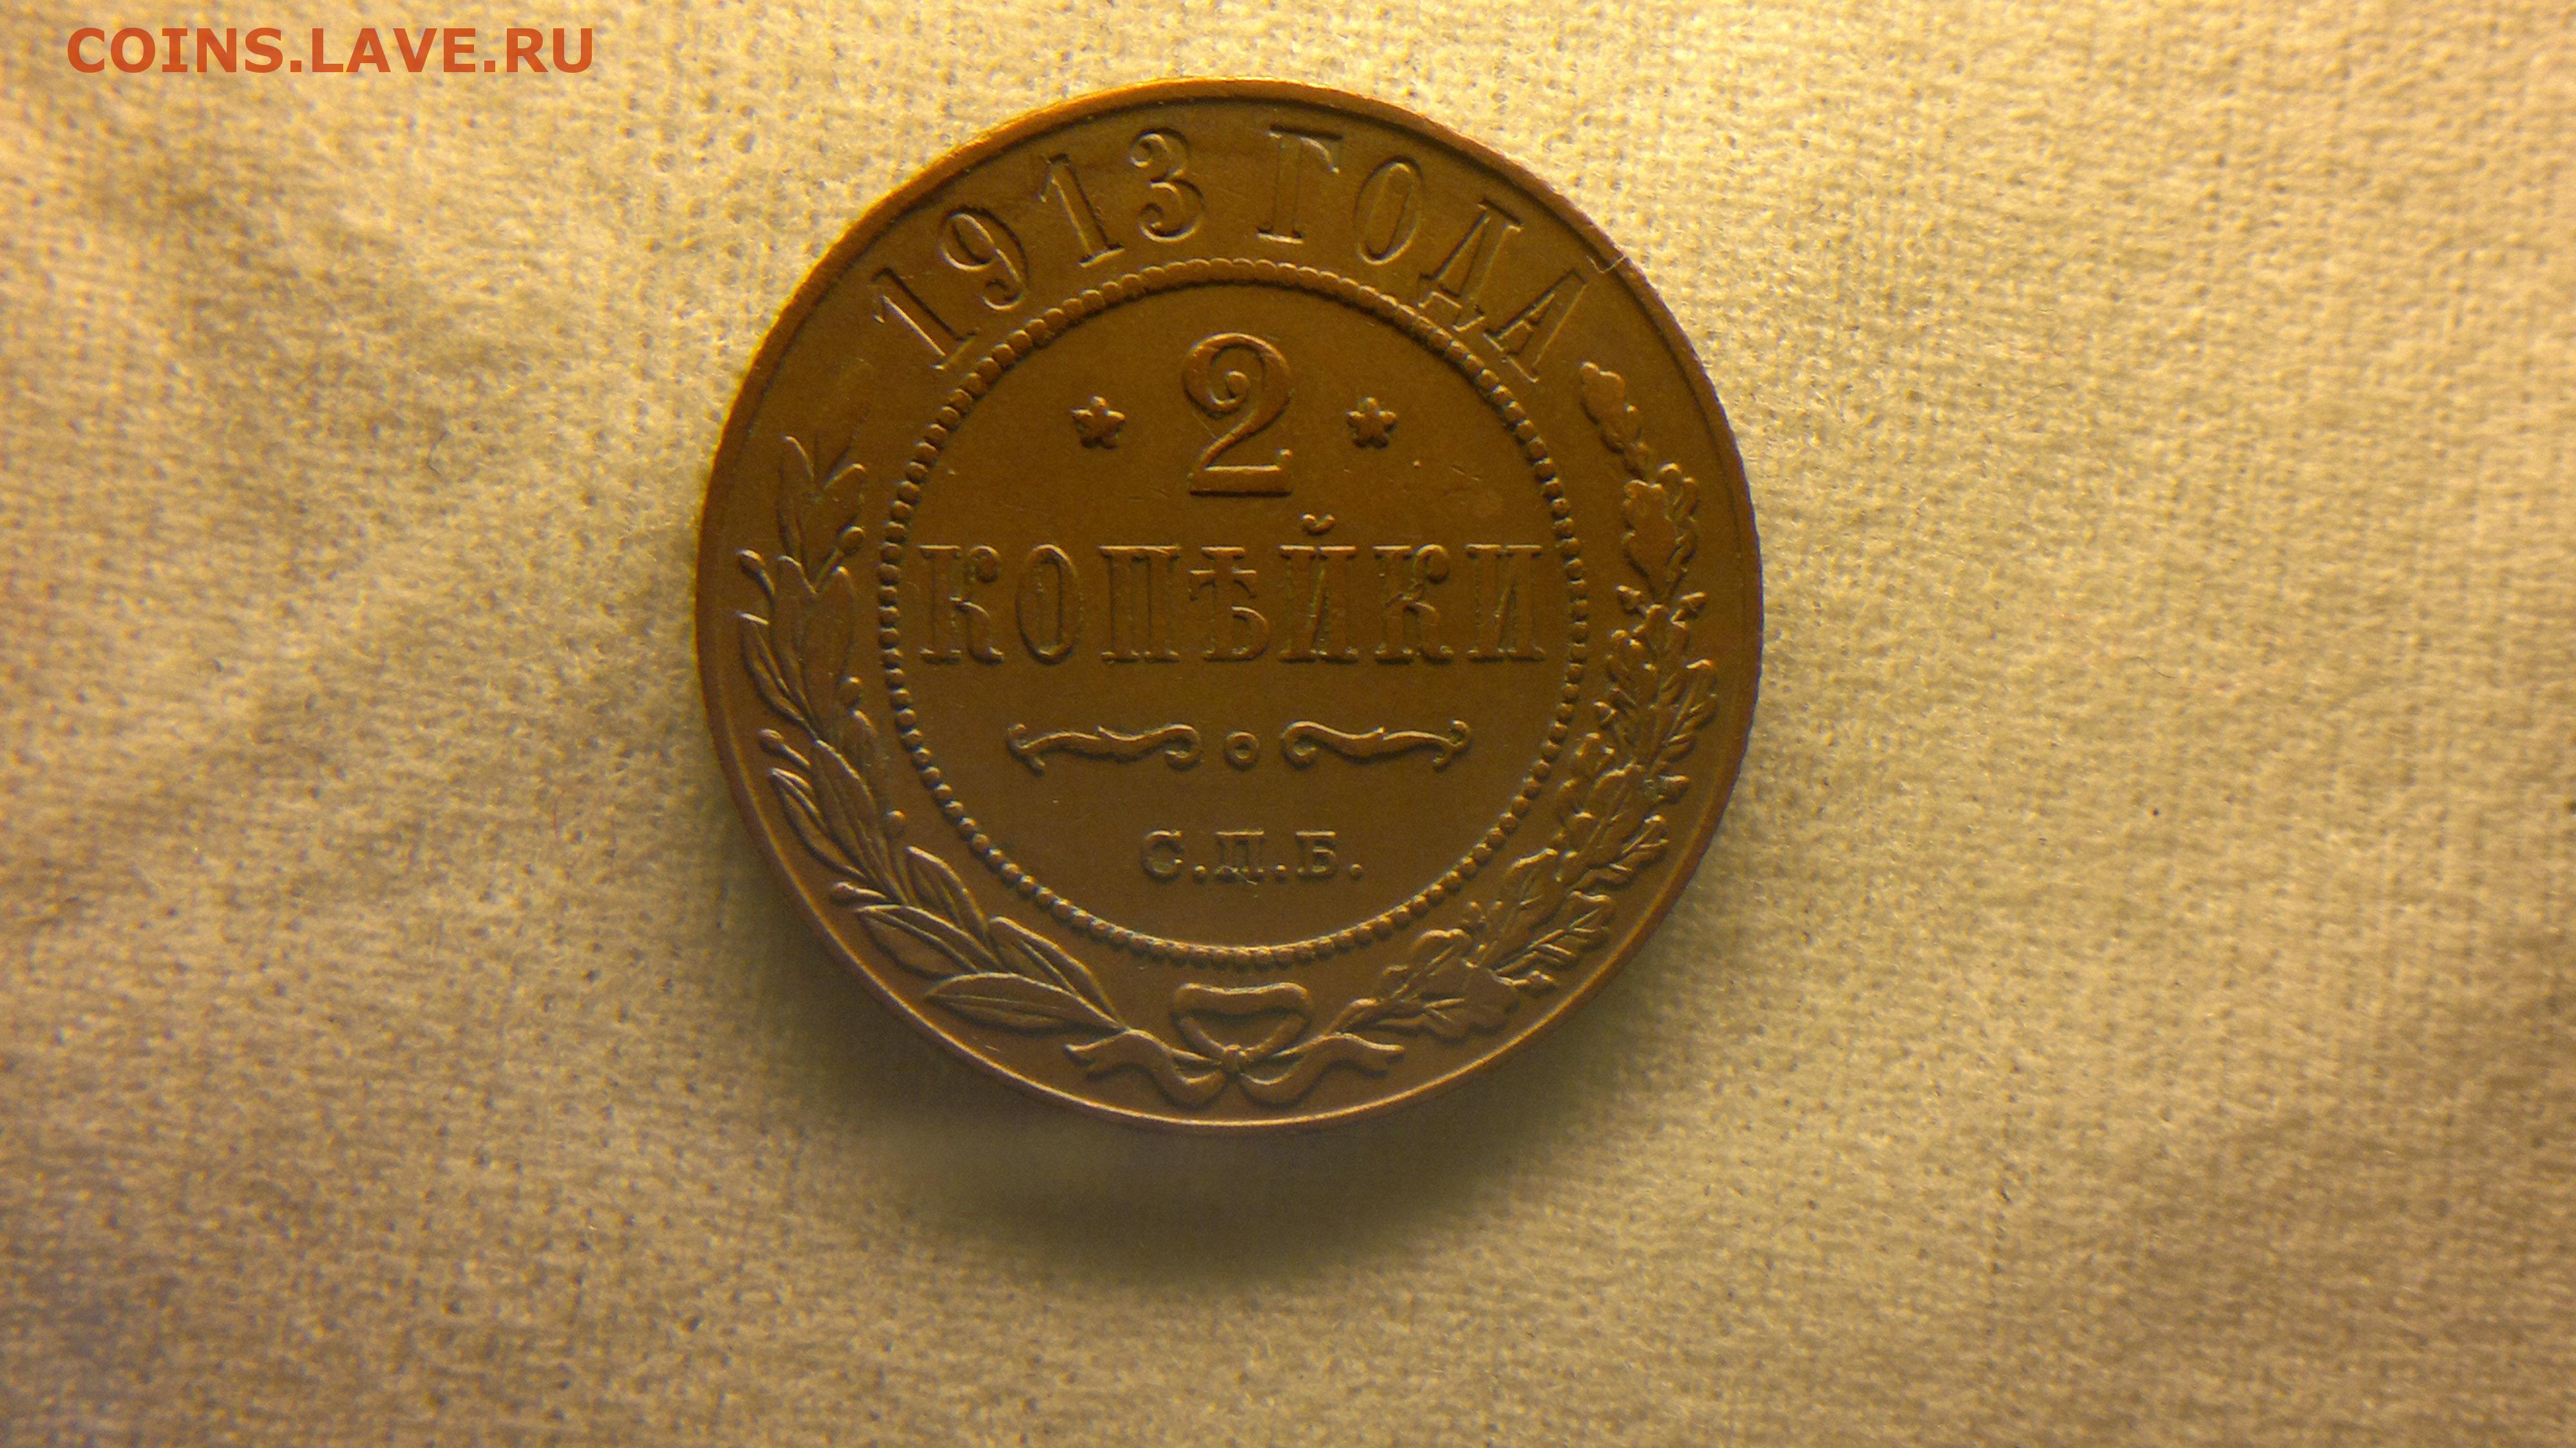 COINS.LAVE.RU
1913 ГОДА
2
КОПѢЙКИ
С.П.Б.